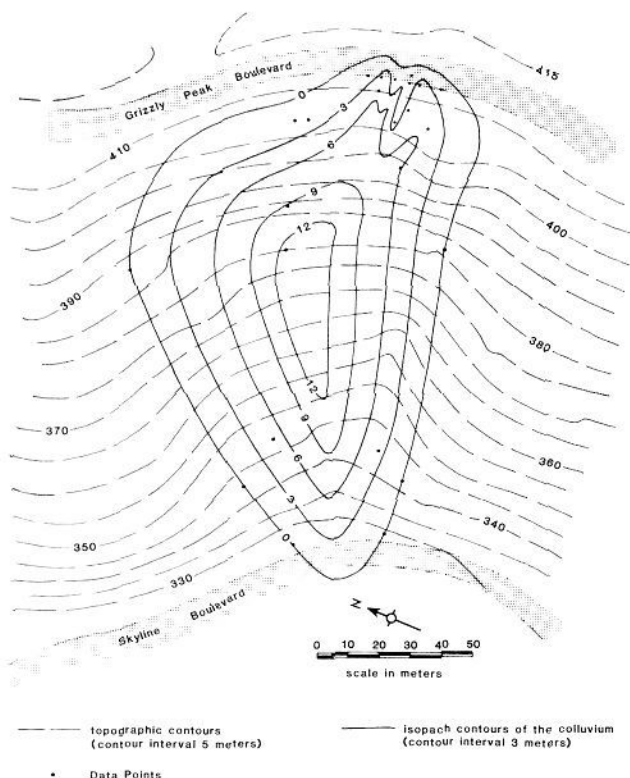 415
Grizzly Peak Boulevard
0
410
3
6
400
9
12
390
380
12
370
9
360
6
3
340
350
0
330
Skyline Boulevard
N
0 10 20 30 40 50
scale in meters
topographic contours
(contour interval 5 meters)
isopach contours of the colluvium
(contour interval 3 meters)
Data Points